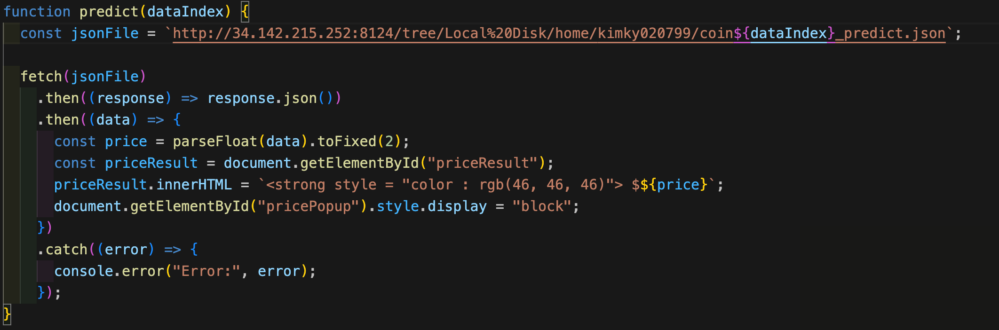 function predict(dataIndex) {
  const jsonFile = `http://34.142.215.252:8124/tree/Local%20Disk/home/kimky020799/coin${dataIndex}_predict.json`;

  fetch(jsonFile)
    .then((response) => response.json())
    .then((data) => {
      const price = parseFloat(data).toFixed(2);
      const priceResult = document.getElementById("priceResult");
      priceResult.innerHTML = `<strong style = "color : rgb(46, 46, 46)"> $${price}`;
      document.getElementById("pricePopup").style.display = "block";
    })
    .catch((error) => {
      console.error("Error:", error);
    });
}